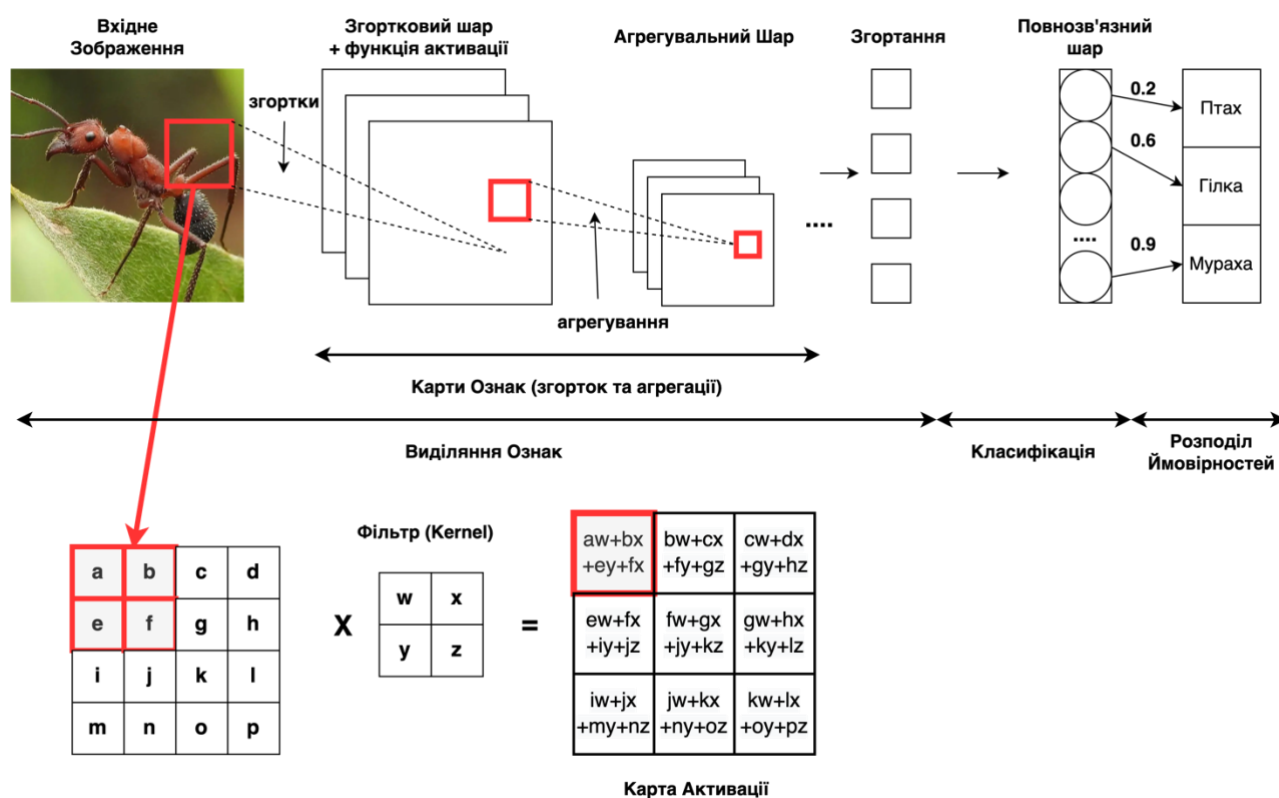 Вхідне
Зображення
Згортковий шар
+ функція активації
Агрегувальний Шар
Згортання
Повнозв'язний
шар
згортки
агрегування
....
....
0.2
0.6
0.9
Птах
Гілка
Мураха
Карти Ознак (згорток та агрегації)
Виділяння Ознак
Класифікація
Розподіл
Ймовірностей
a b c d
e f g h
i j k l
m n o p
X
Фільтр (Kernel)
w x
y z
=
aw+bx bw+cx cw+dx
+ey+fx +fy+gz +gy+hz
ew+fx fw+gx gw+hx
+iy+jz +jy+kz +ky+lz
iw+jx jw+kx kw+lx
+my+nz +ny+oz +oy+pz
Карта Активації